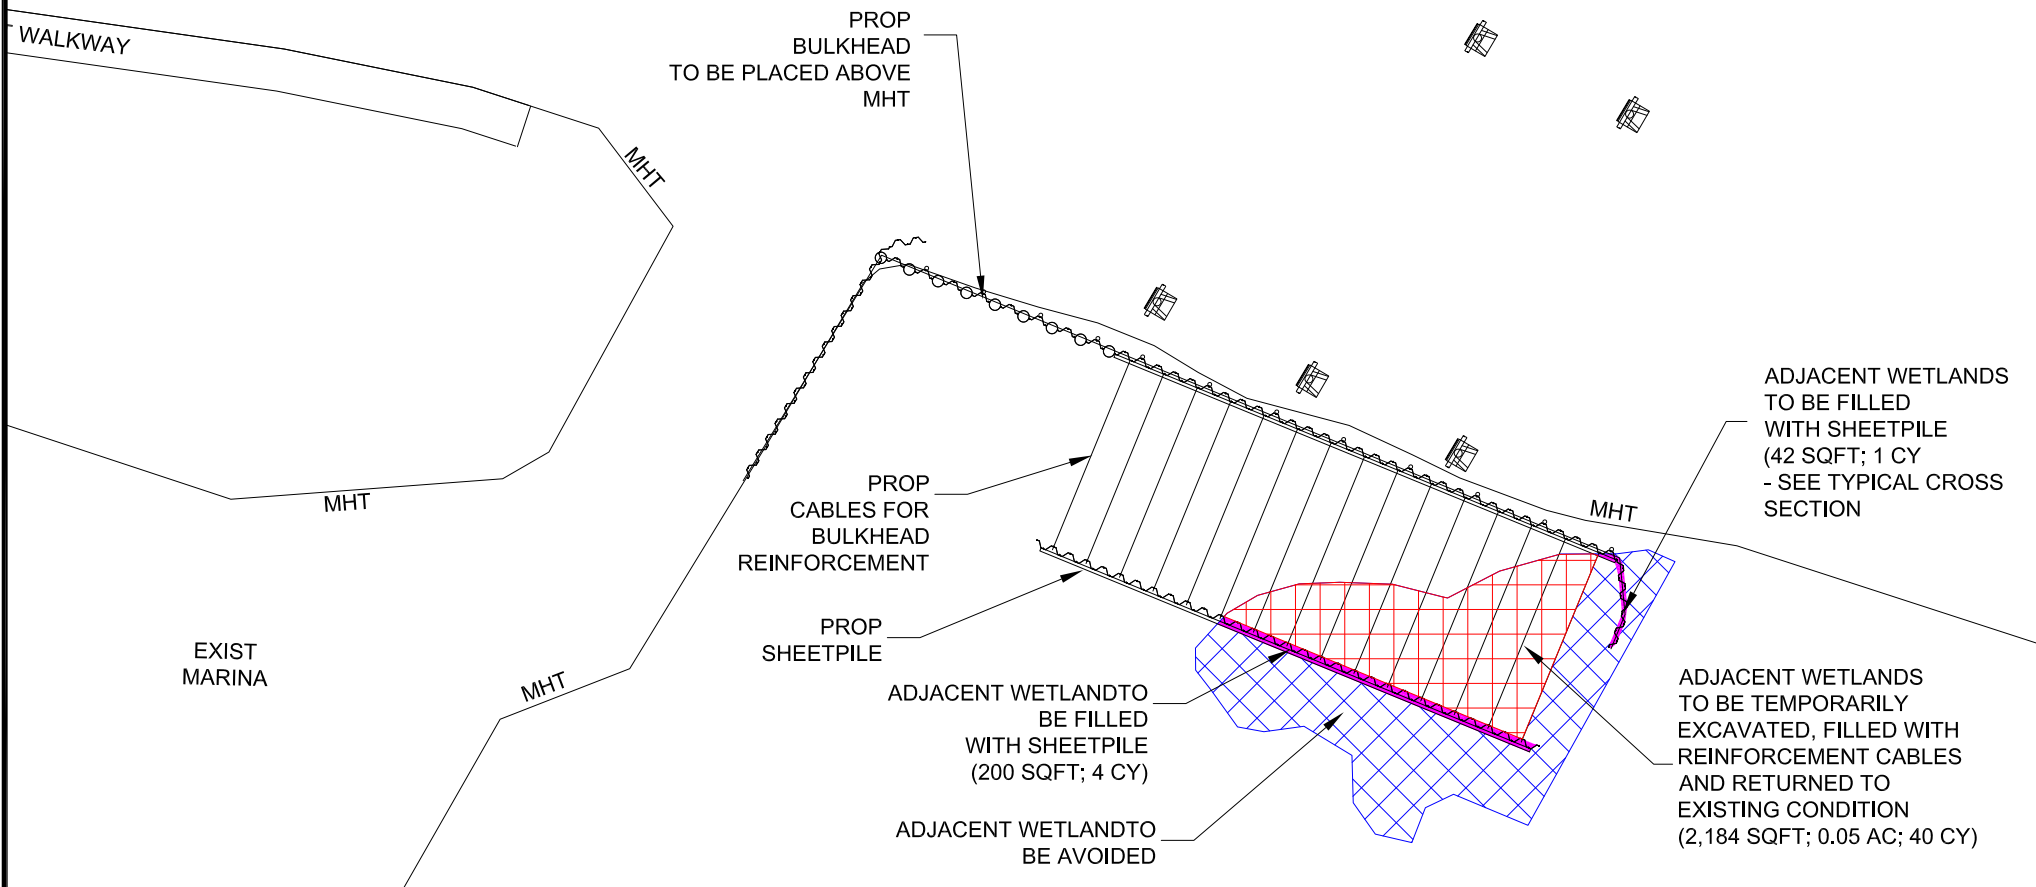 WALKWAY
PROP
BULKHEAD
TO BE PLACED ABOVE
MHT
MHT
MHT
EXIST
MARINA
MHT
PROP
CABLES FOR
BULKHEAD
REINFORCEMENT
PROP
SHEETPILE
ADJACENT WETLANDTO
BE FILLED
WITH SHEETPILE
(200 SQFT; 4 CY)
ADJACENT WETLANDTO
BE AVOIDED
MHT
ADJACENT WETLANDS
TO BE FILLED
WITH SHEETPILE
(42 SQFT; 1 CY
- SEE TYPICAL CROSS
SECTION
ADJACENT WETLANDS
TO BE TEMPORARILY
EXCAVATED, FILLED WITH
REINFORCEMENT CABLES
AND RETURNED TO
EXISTING CONDITION
(2,184 SQFT; 0.05 AC; 40 CY)